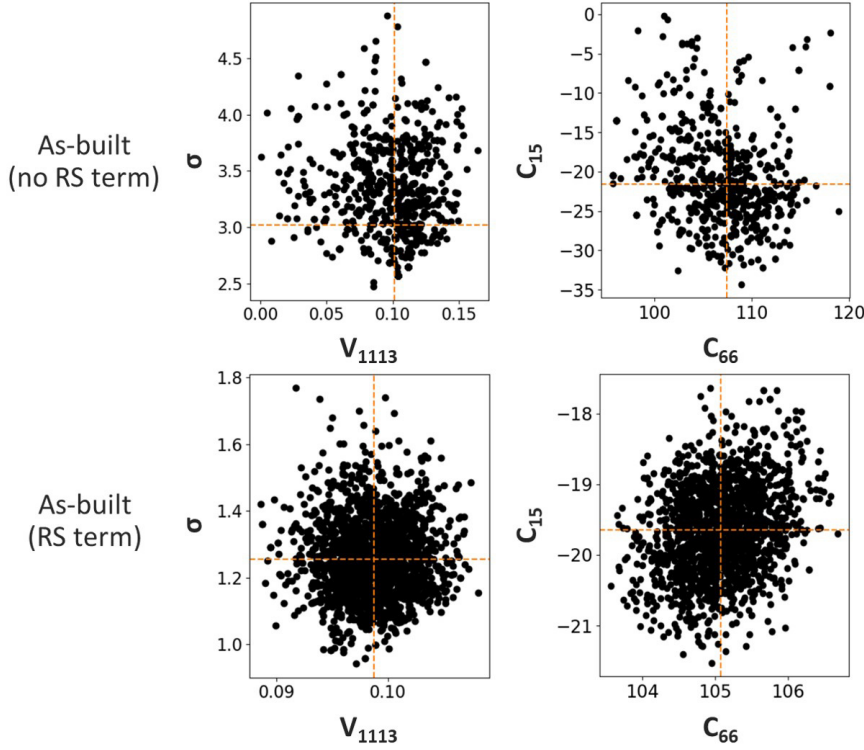 4.5
4.0
3.5
3.0
2.5
σ
0.00 0.05 0.10 0.15
V₁₁₁₃
As-built
(no RS term)
0
−5
−10
−15
−20
−25
−30
−35
C₁₅
100 110 120
C₆₆
1.8
1.6
1.4
1.2
1.0
σ
0.09 0.10
V₁₁₁₃
As-built
(RS term)
−18
−19
−20
−21
C₁₅
104 105 106
C₆₆